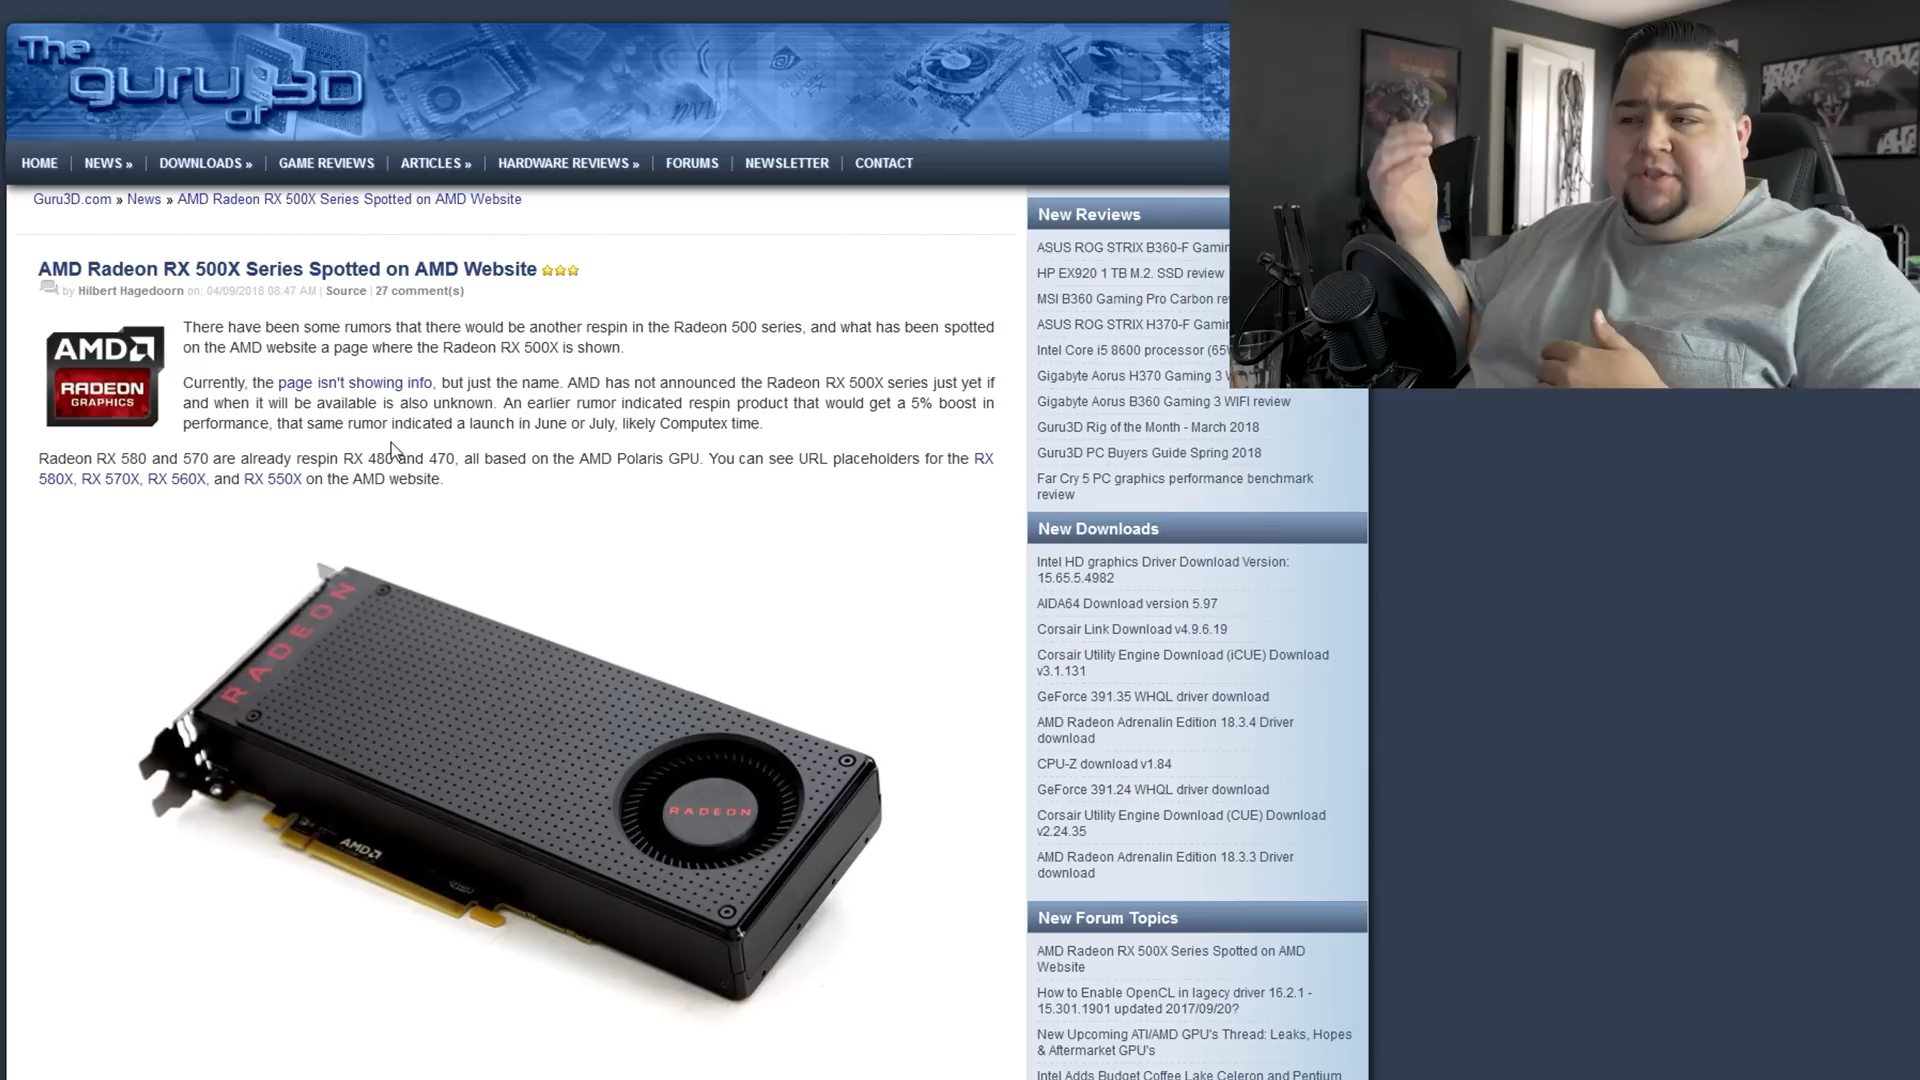 The
guru
of 3D
HOME
NEWS »
DOWNLOADS »
GAME REVIEWS
ARTICLES »
HARDWARE REVIEWS »
FORUMS
NEWSLETTER
CONTACT
Guru3D.com » News » AMD Radeon RX 500X Series Spotted on AMD Website
AMD Radeon RX 500X Series Spotted on AMD Website
by Hilbert Hagedoorn on: 04/09/2018 08:47 AM | Source | 27 comment(s)
AMD
RADEON
GRAPHICS
There have been some rumors that there would be another respin in the Radeon 500 series, and what has been spotted
on the AMD website a page where the Radeon RX 500X is shown.
Currently, the page isn't showing info, but just the name. AMD has not announced the Radeon RX 500X series just yet if
and when it will be available is also unknown. An earlier rumor indicated respin product that would get a 5% boost in
performance, that same rumor indicated a launch in June or July, likely Computex time.
Radeon RX 580 and 570 are already respin RX 480 and 470, all based on the AMD Polaris GPU. You can see URL placeholders for the RX
580X, RX 570X, RX 560X, and RX 550X on the AMD website.
RADEON
RADEON
AMD
New Reviews
ASUS ROG STRIX B360-F Gamin
HP EX920 1 TB M.2. SSD review
MSI B360 Gaming Pro Carbon re
ASUS ROG STRIX H370-F Gamin
Intel Core i5 8600 processor (65
Gigabyte Aorus H370 Gaming 3
Gigabyte Aorus B360 Gaming 3 WIFI review
Guru3D Rig of the Month - March 2018
Guru3D PC Buyers Guide Spring 2018
Far Cry 5 PC graphics performance benchmark
review
New Downloads
Intel HD graphics Driver Download Version:
15.65.5.4982
AIDA64 Download version 5.97
Corsair Link Download v4.9.6.19
Corsair Utility Engine Download (iCUE) Download
v3.1.131
GeForce 391.35 WHQL driver download
AMD Radeon Adrenalin Edition 18.3.4 Driver
download
CPU-Z download v1.84
GeForce 391.24 WHQL driver download
Corsair Utility Engine Download (CUE) Download
v2.24.35
AMD Radeon Adrenalin Edition 18.3.3 Driver
download
New Forum Topics
AMD Radeon RX 500X Series Spotted on AMD
Website
How to Enable OpenCL in lagecy driver 16.2.1 -
15.301.1901 updated 2017/09/20?
New Upcoming ATI/AMD GPU's Thread: Leaks, Hopes
& Aftermarket GPU's
Intel Adds Budget Coffee Lake Celeron and Pentium